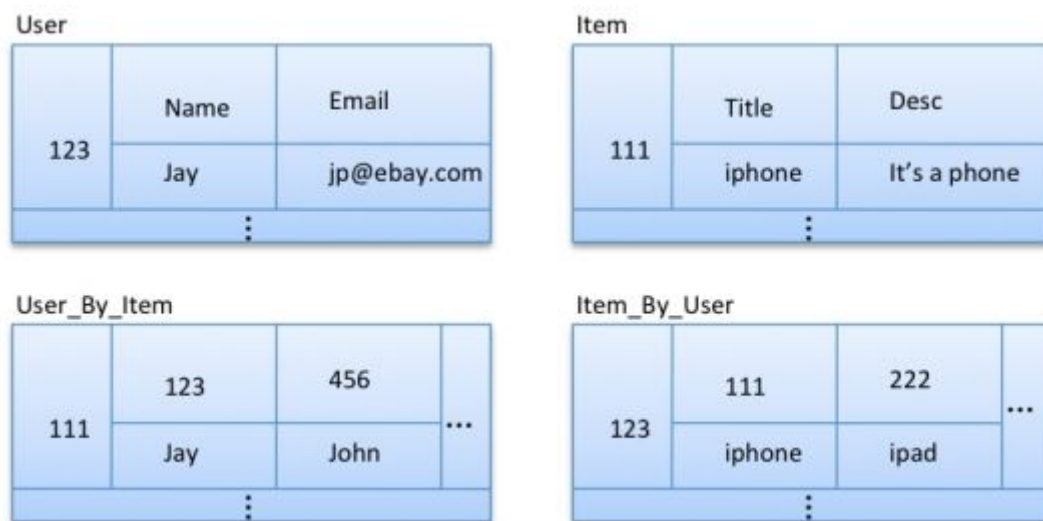 User
Item
Name Email
123
Jay jp@ebay.com
Title Desc
111
iphone It's a phone
User_By_Item
Item_By_User
123 456
111 ...
Jay John
111 222
123 ...
iphone ipad